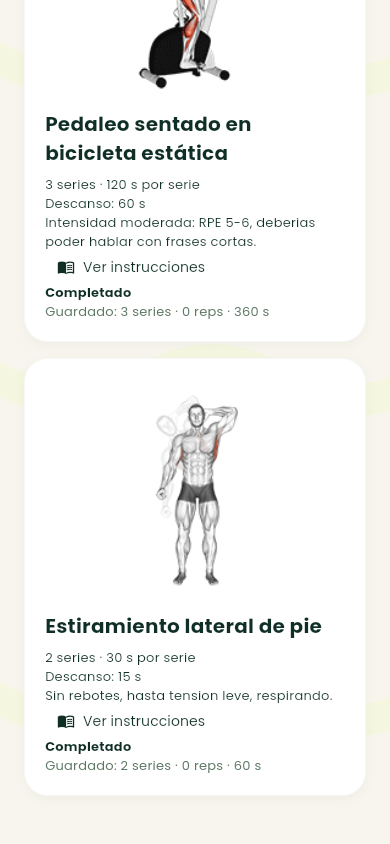 Pedaleo sentado en
bicicleta estática
3 series · 120 s por serie
Descanso: 60 s
Intensidad moderada: RPE 5-6, deberias
poder hablar con frases cortas.
Ver instrucciones
Completado
Guardado: 3 series · 0 reps · 360 s
Estiramiento lateral de pie
2 series · 30 s por serie
Descanso: 15 s
Sin rebotes, hasta tension leve, respirando.
Ver instrucciones
Completado
Guardado: 2 series · 0 reps · 60 s